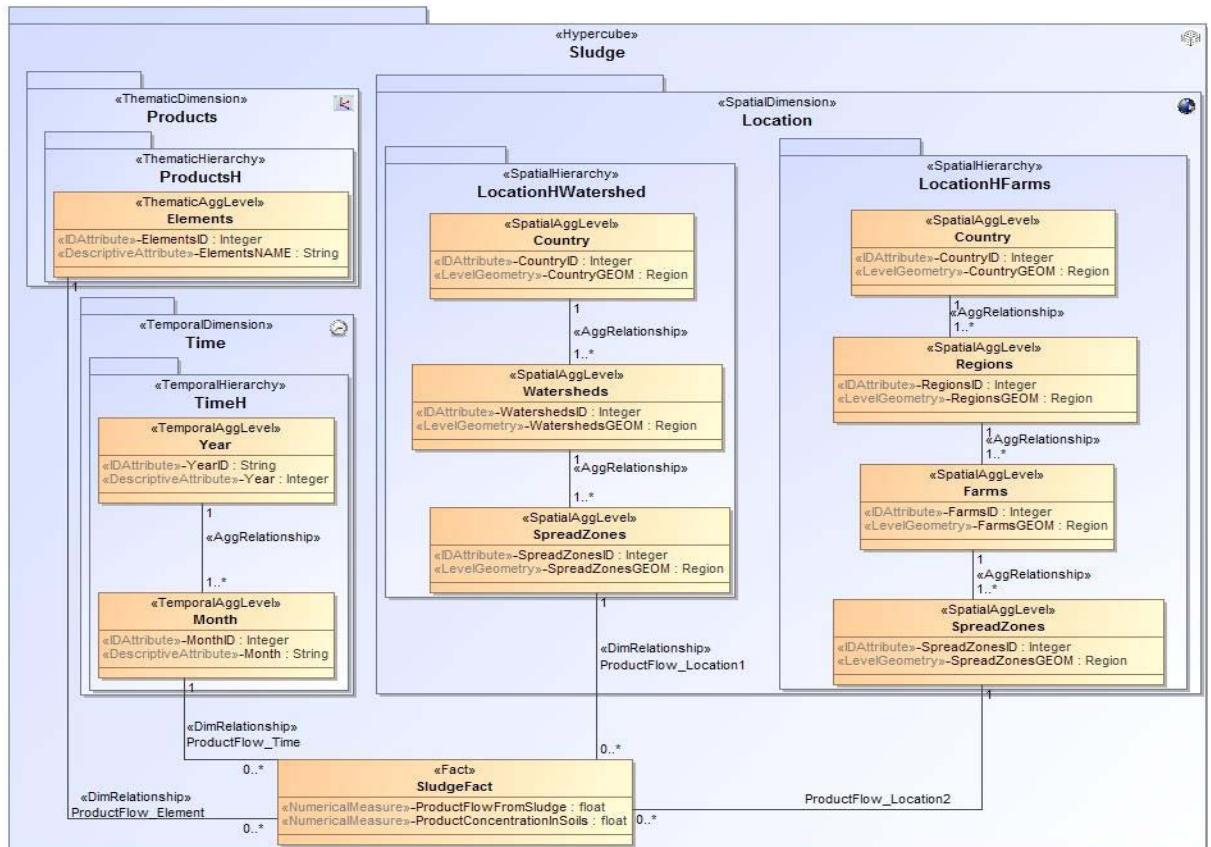 «Hypercube»
Sludge
«ThematicDimension»
Products
«ThematicHierarchy»
ProductsH
«ThematicAggLevel»
Elements
«IDAttribute»-ElementsID : Integer
«DescriptiveAttribute»-ElementsNAME : String
1
«TemporalDimension»
Time
«TemporalHierarchy»
TimeH
«TemporalAggLevel»
Year
«IDAttribute»-YearID : String
«DescriptiveAttribute»-Year : Integer
1
«AggRelationship»
1..*
«TemporalAggLevel»
Month
«IDAttribute»-MonthID : Integer
«DescriptiveAttribute»-Month : String
1
«SpatialDimension»
Location
«SpatialHierarchy»
LocationHWatershed
«SpatialAggLevel»
Country
«IDAttribute»-CountryID : Integer
«LevelGeometry»-CountryGEOM : Region
1
«AggRelationship»
1..*
«SpatialAggLevel»
Watersheds
«IDAttribute»-WatershedsID : Integer
«LevelGeometry»-WatershedsGEOM : Region
1
«AggRelationship»
1..*
«SpatialAggLevel»
SpreadZones
«IDAttribute»-SpreadZonesID : Integer
«LevelGeometry»-SpreadZonesGEOM : Region
1
«SpatialHierarchy»
LocationHFarms
«SpatialAggLevel»
Country
«IDAttribute»-CountryID : Integer
«LevelGeometry»-CountryGEOM : Region
1
«AggRelationship»
1..*
«SpatialAggLevel»
Regions
«IDAttribute»-RegionsID : Integer
«LevelGeometry»-RegionsGEOM : Region
1
«AggRelationship»
1..*
«SpatialAggLevel»
Farms
«IDAttribute»-FarmsID : Integer
«LevelGeometry»-FarmsGEOM : Region
1
«AggRelationship»
1..*
«SpatialAggLevel»
SpreadZones
«IDAttribute»-SpreadZonesID : Integer
«LevelGeometry»-SpreadZonesGEOM : Region
1
«DimRelationship»
ProductFlow_Location1
0..*
«DimRelationship»
ProductFlow_Time
0..*
«DimRelationship»
ProductFlow_Element
0..*
«Fact»
SludgeFact
«NumericalMeasure»-ProductFlowFromSludge : float
«NumericalMeasure»-ProductConcentrationInSoils : float
ProductFlow_Location2
0..*